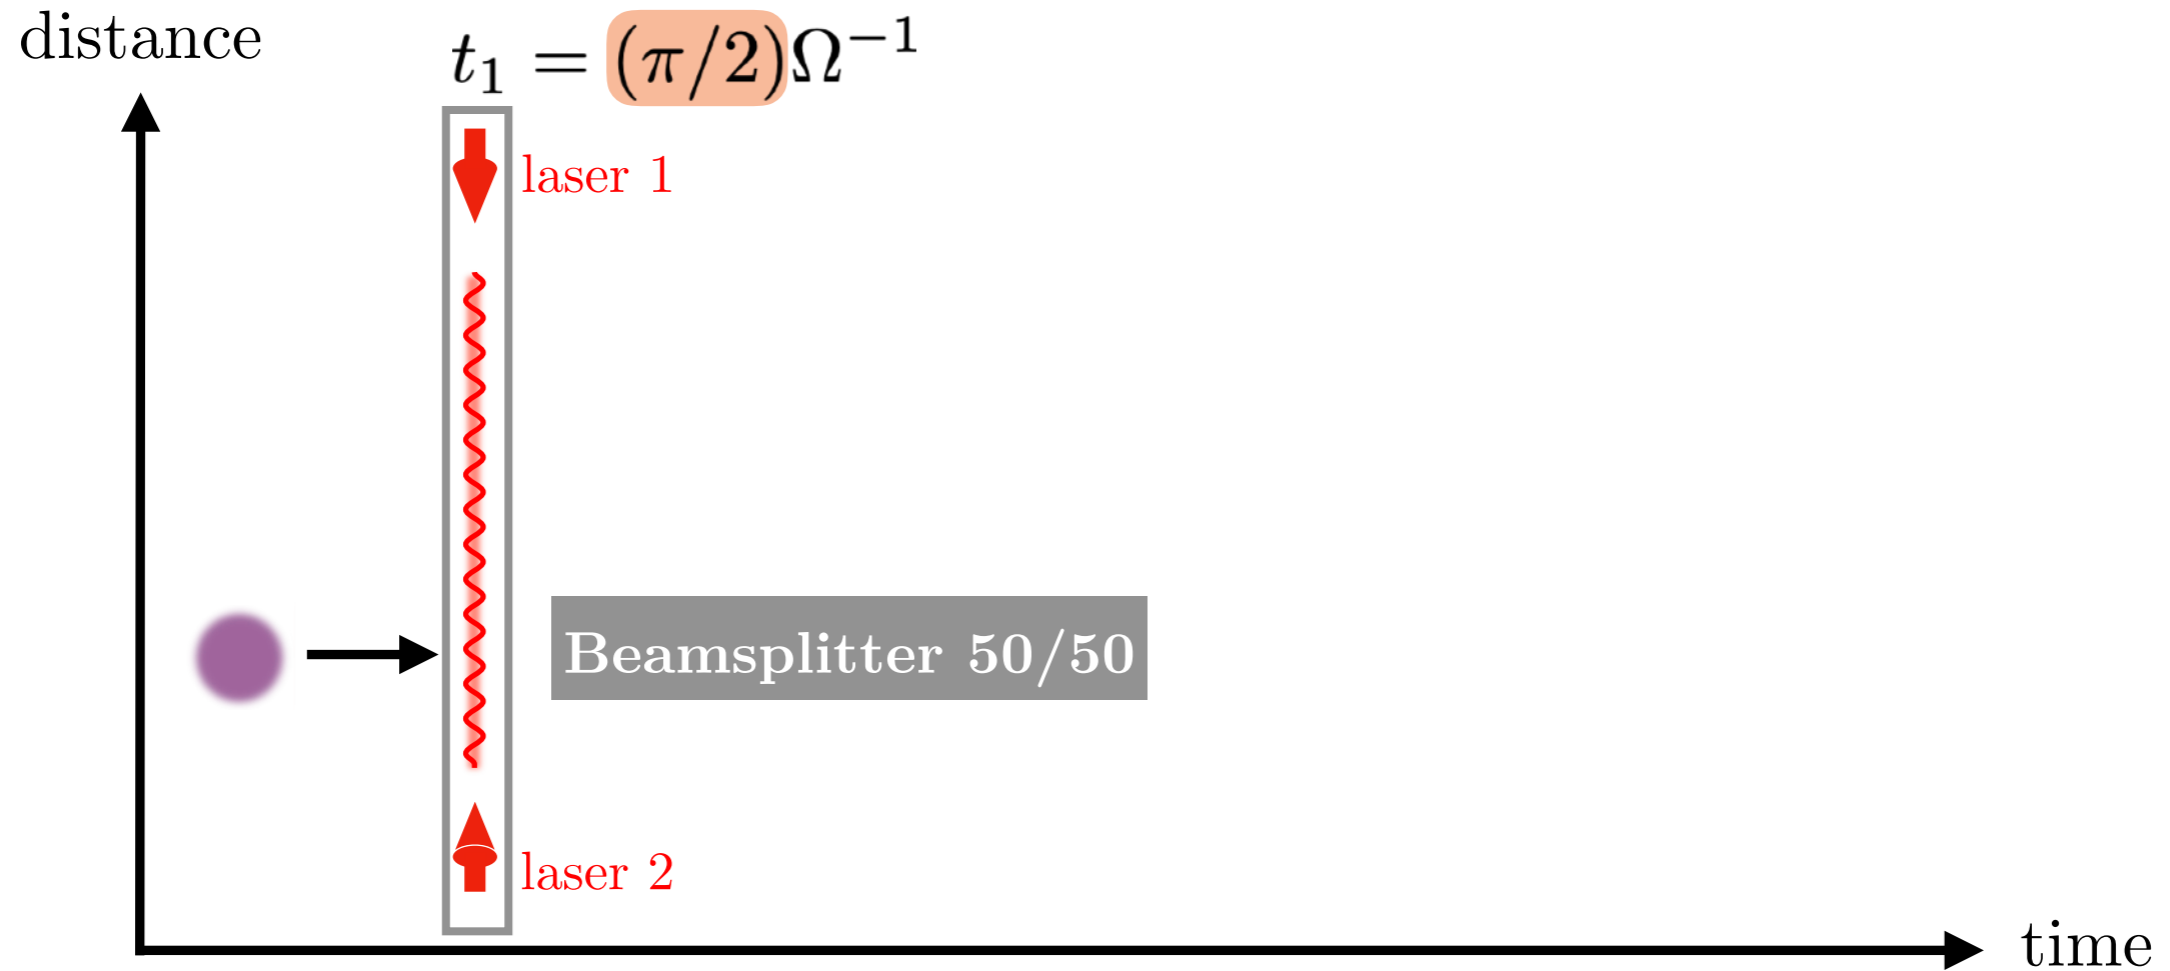 distance
t₁ = (π/2)Ω⁻¹
laser 1
Beamsplitter 50/50
laser 2
time